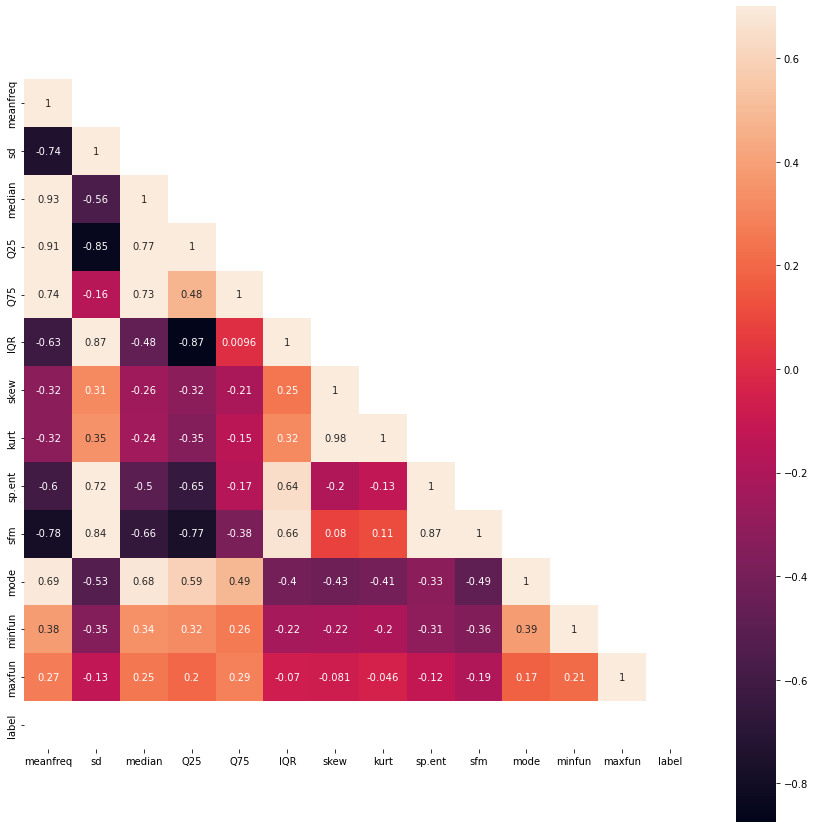 meanfreq 1
sd -0.74 1
median 0.93 -0.56 1
Q25 0.91 -0.85 0.77 1
Q75 0.74 -0.16 0.73 0.48 1
IQR -0.63 0.87 -0.48 -0.87 0.0096 1
skew -0.32 0.31 -0.26 -0.32 -0.21 0.25 1
kurt -0.32 0.35 -0.24 -0.35 -0.15 0.32 0.98 1
sp.ent -0.6 0.72 -0.5 -0.65 -0.17 0.64 -0.2 -0.13 1
sfm -0.78 0.84 -0.66 -0.77 -0.38 0.66 0.08 0.11 0.87 1
mode 0.69 -0.53 0.68 0.59 0.49 -0.4 -0.43 -0.41 -0.33 -0.49 1
minfun 0.38 -0.35 0.34 0.32 0.26 -0.22 -0.22 -0.2 -0.31 -0.36 0.39 1
maxfun 0.27 -0.13 0.25 0.2 0.29 -0.07 -0.081 -0.046 -0.12 -0.19 0.17 0.21 1
label
meanfreq sd median Q25 Q75 IQR skew kurt sp.ent sfm mode minfun maxfun label
0.6
0.4
0.2
0.0
−0.2
−0.4
−0.6
−0.8